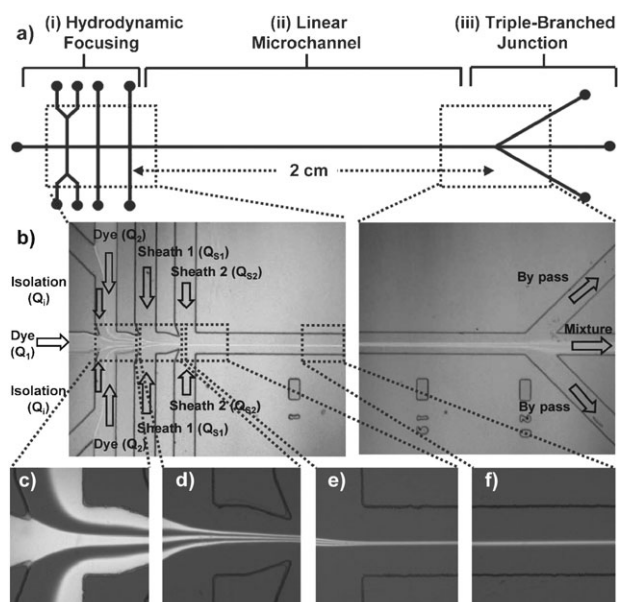 (i) Hydrodynamic
Focusing
(ii) Linear
Microchannel
(iii) Triple-Branched
Junction
a)
2 cm
b)
Dye (Q2)
Sheath 1 (QS1)
Sheath 2 (QS2)
Isolation
(Qi)
Dye
(Q1)
Isolation
(Qi)
Sheath 2 (QS2)
Sheath 1 (QS1)
Dye (Q2)
By pass
Mixture
By pass
c)
d)
e)
f)